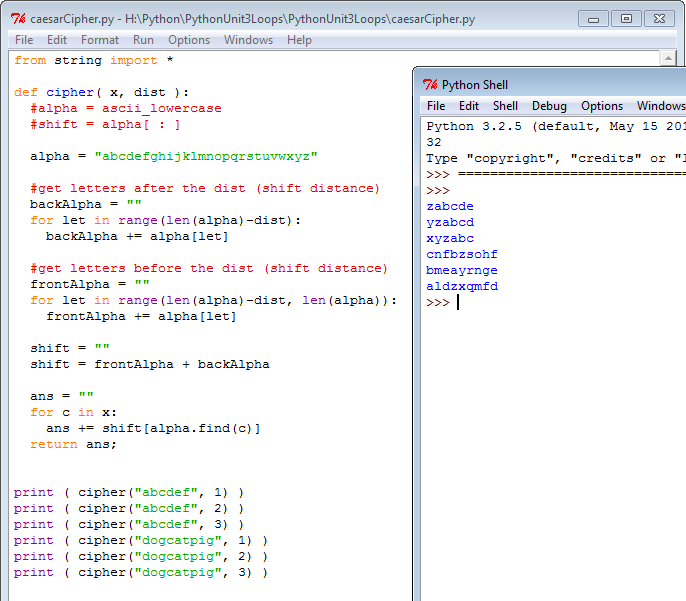 caesarCipher.py - H:\Python\PythonUnit3Loops\PythonUnit3Loops\caesarCipher.py
File Edit Format Run Options Windows Help
from string import *
def cipher( x, dist ):
#alpha = ascii_lowercase
#shift = alpha[ : ]
alpha = "abcdefghijklmnopqrstuvwxyz"
#get letters after the dist (shift distance)
backAlpha = ""
for let in range(len(alpha)-dist):
backAlpha += alpha[let]
#get letters before the dist (shift distance)
frontAlpha = ""
for let in range(len(alpha)-dist, len(alpha)):
frontAlpha += alpha[let]
shift = ""
shift = frontAlpha + backAlpha
ans = ""
for c in x:
ans += shift[alpha.find(c)]
return ans;
print ( cipher("abcdef", 1) )
print ( cipher("abcdef", 2) )
print ( cipher("abcdef", 3) )
print ( cipher("dogcatpig", 1) )
print ( cipher("dogcatpig", 2) )
print ( cipher("dogcatpig", 3) )
Python Shell
File Edit Shell Debug Options Windows
Python 3.2.5 (default, May 15 201
32
Type "copyright", "credits" or "l
>>> =============================
>>>
zabcde
yzabcd
xyzabc
cnfbzsohf
bmeayrnge
aldzxqmfd
>>>